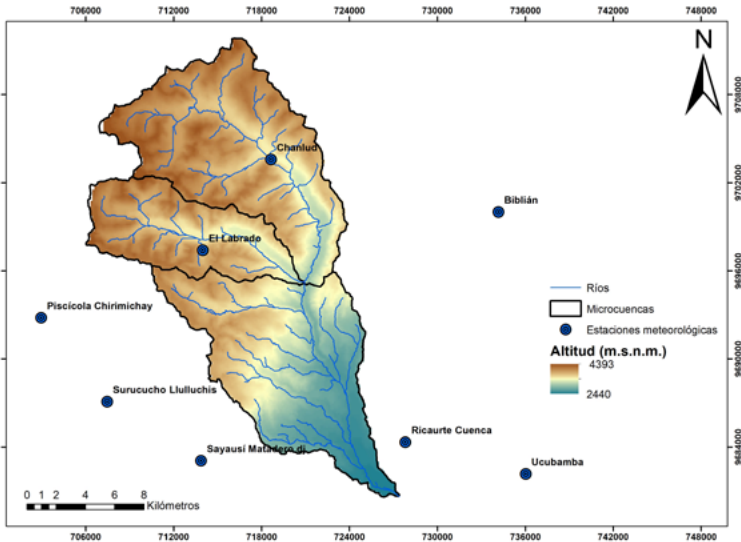 706000 712000 718000 724000 730000 736000 742000 748000
N
9708000
Chanlud
9702000
Biblián
El Labrado
9696000
Ríos
Piscícola Chirimichay
Microcuencas
Estaciones meteorológicas
Altitud (m.s.n.m.)
4393
9690000
2440
Surucucho Llulluchis
Ricaurte Cuenca
Sayausí Matadero dj
9684000
Ucubamba
0 1 2 4 6 8
Kilómetros
706000 712000 718000 724000 730000 736000 742000 748000